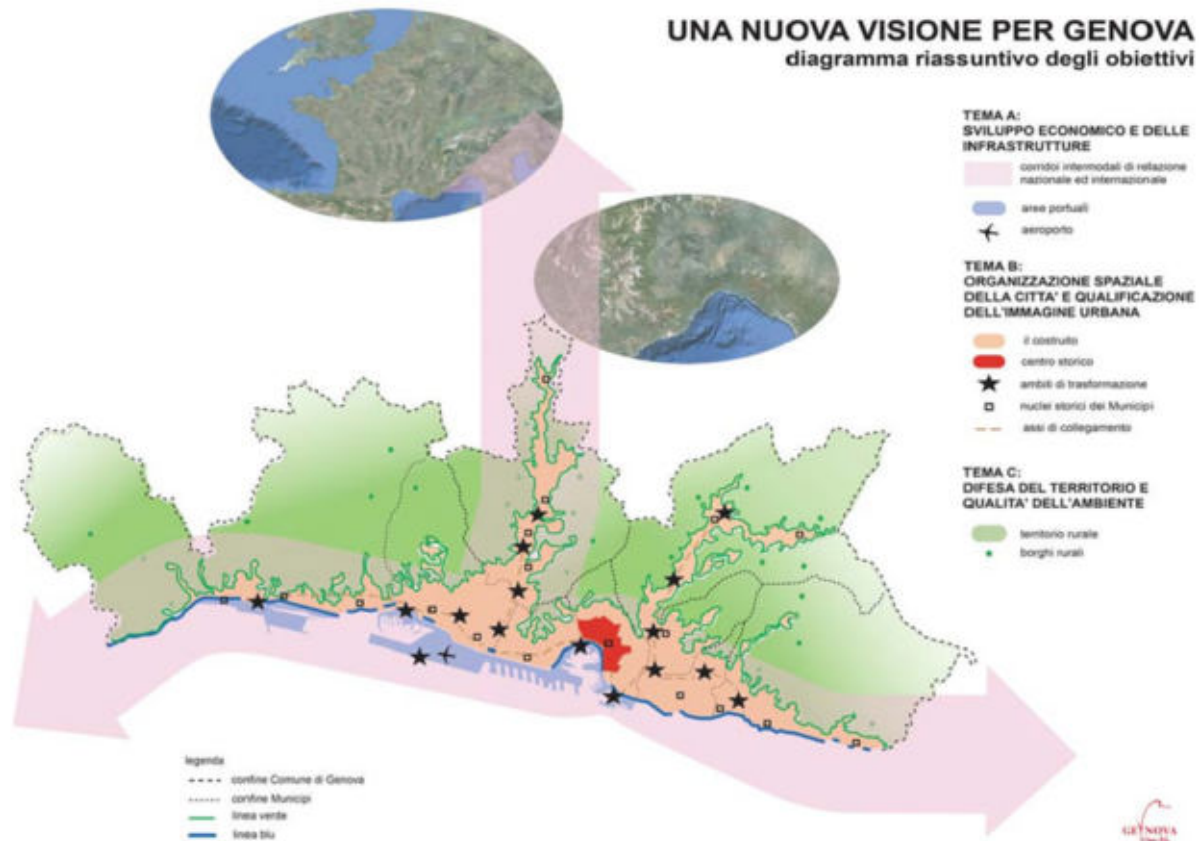 UNA NUOVA VISIONE PER GENOVA
diagramma riassuntivo degli obiettivi
TEMA A:
SVILUPPO ECONOMICO E DELLE
INFRASTRUTTURE
corridoi intermodali di relazione
nazionale ed internazionale
aree portuali
aeroporto
TEMA B:
ORGANIZZAZIONE SPAZIALE
DELLA CITTA' E QUALIFICAZIONE
DELL'IMMAGINE URBANA
il costruito
centro storico
ambiti di trasformazione
nuclei storici dei Municipi
assi di collegamento
TEMA C:
DIFESA DEL TERRITORIO E
QUALITA' DELL'AMBIENTE
territorio rurale
borghi rurali
legenda
confine Comune di Genova
confine Municipi
linea verde
linea blu
GENOVA